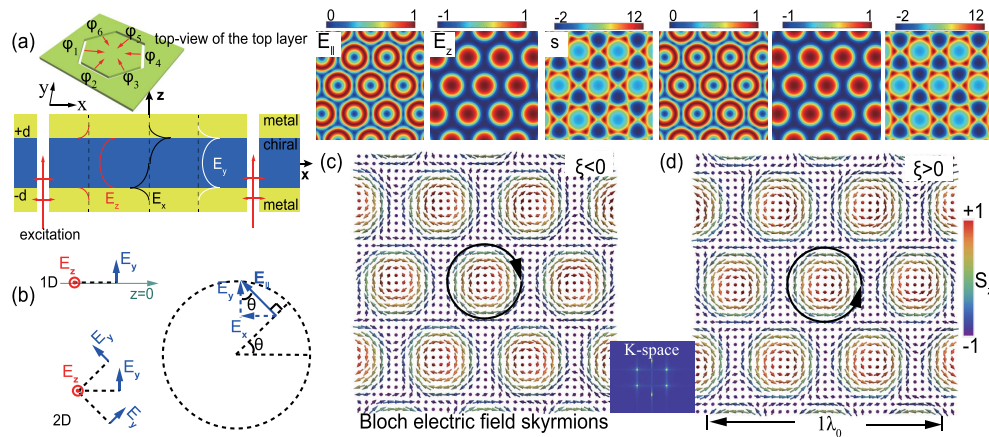 (a)
φ6
φ5
top-view of the top layer
φ1
φ4
φ2
φ3
y
x
z
+d
metal
chiral
x
Ez
Ex
Ey
-d
metal
excitation
(b)
1D
Ez
Ey
z=0
Ey
Ez
Ey
Ey
2D
Ey
E∥
θ
Ex
θ
0 1
-1 1
-2 12
0 1
-1 1
-2 12
E∥
Ez
s
(c)
ξ<0
(d)
ξ>0
+1
-1
K-space
Bloch electric field skyrmions
1λ0